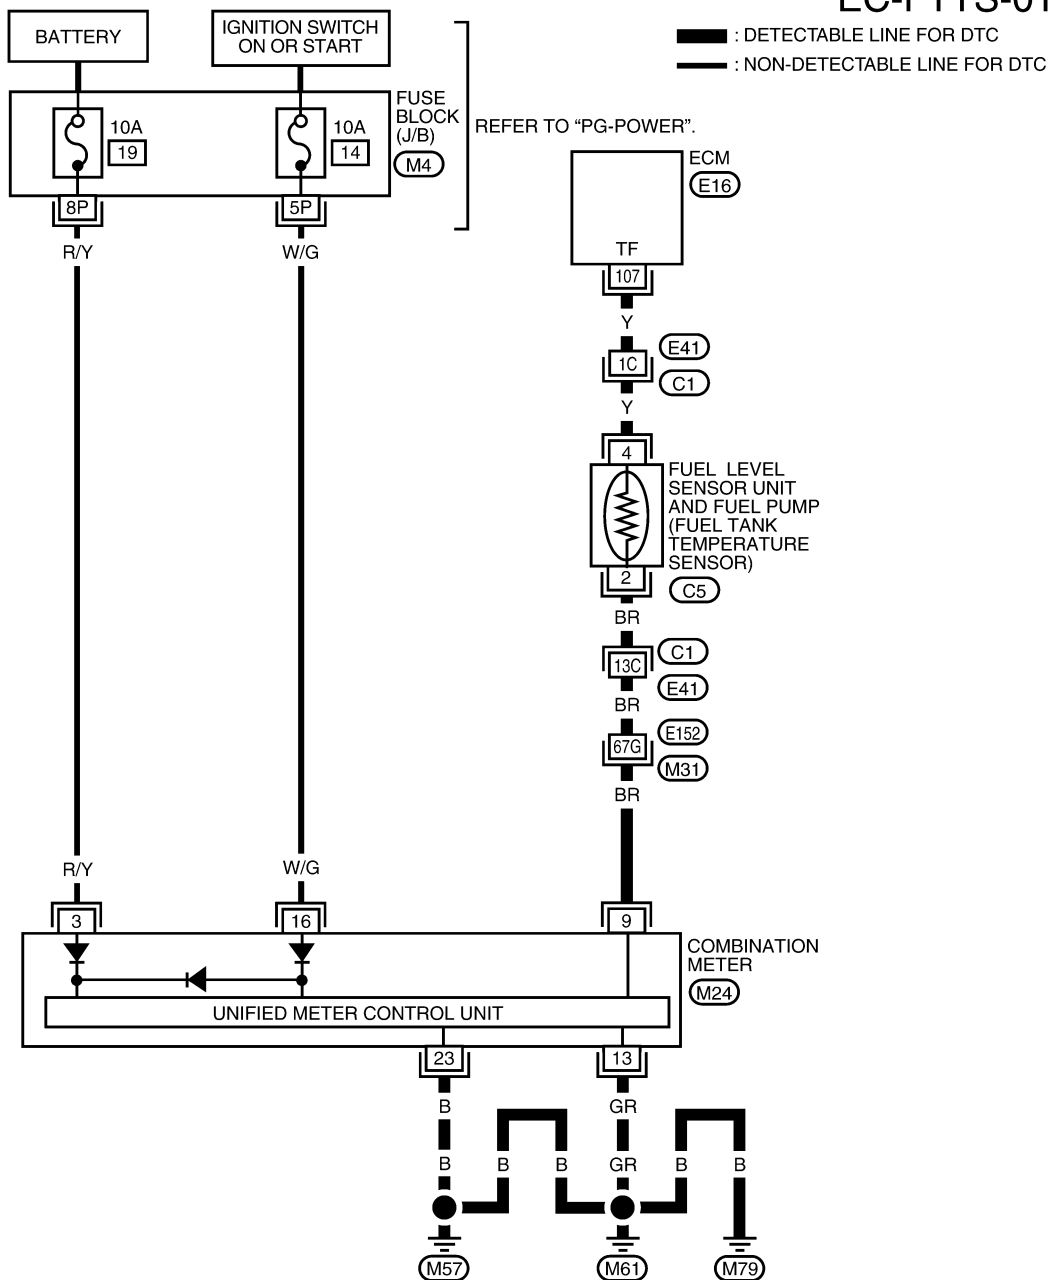 BATTERY
IGNITION SWITCH
ON OR START
: DETECTABLE LINE FOR DTC
: NON-DETECTABLE LINE FOR DTC
FUSE
BLOCK
(J/B)
M4
REFER TO “PG-POWER”.
10A
19
10A
14
8P
5P
R/Y
W/G
ECM
E16
TF
107
Y
E41
1C
C1
Y
4
FUEL LEVEL
SENSOR UNIT
AND FUEL PUMP
(FUEL TANK
TEMPERATURE
SENSOR)
2
C5
BR
C1
13C
E41
BR
E152
67G
M31
BR
R/Y
W/G
3
16
9
COMBINATION
METER
M24
UNIFIED METER CONTROL UNIT
23
13
B
GR
B
B
B
GR
B
B
M57
M61
M79